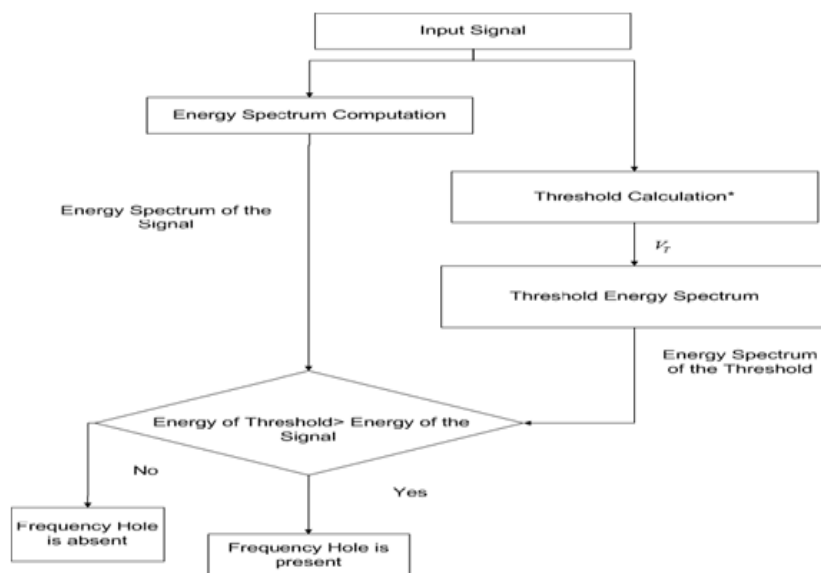 Input Signal
Energy Spectrum Computation
Threshold Calculation*
Energy Spectrum of the
Signal
V_T
Threshold Energy Spectrum
Energy Spectrum
of the Threshold
Energy of Threshold> Energy of the
Signal
No
Yes
Frequency Hole
is absent
Frequency Hole is
present